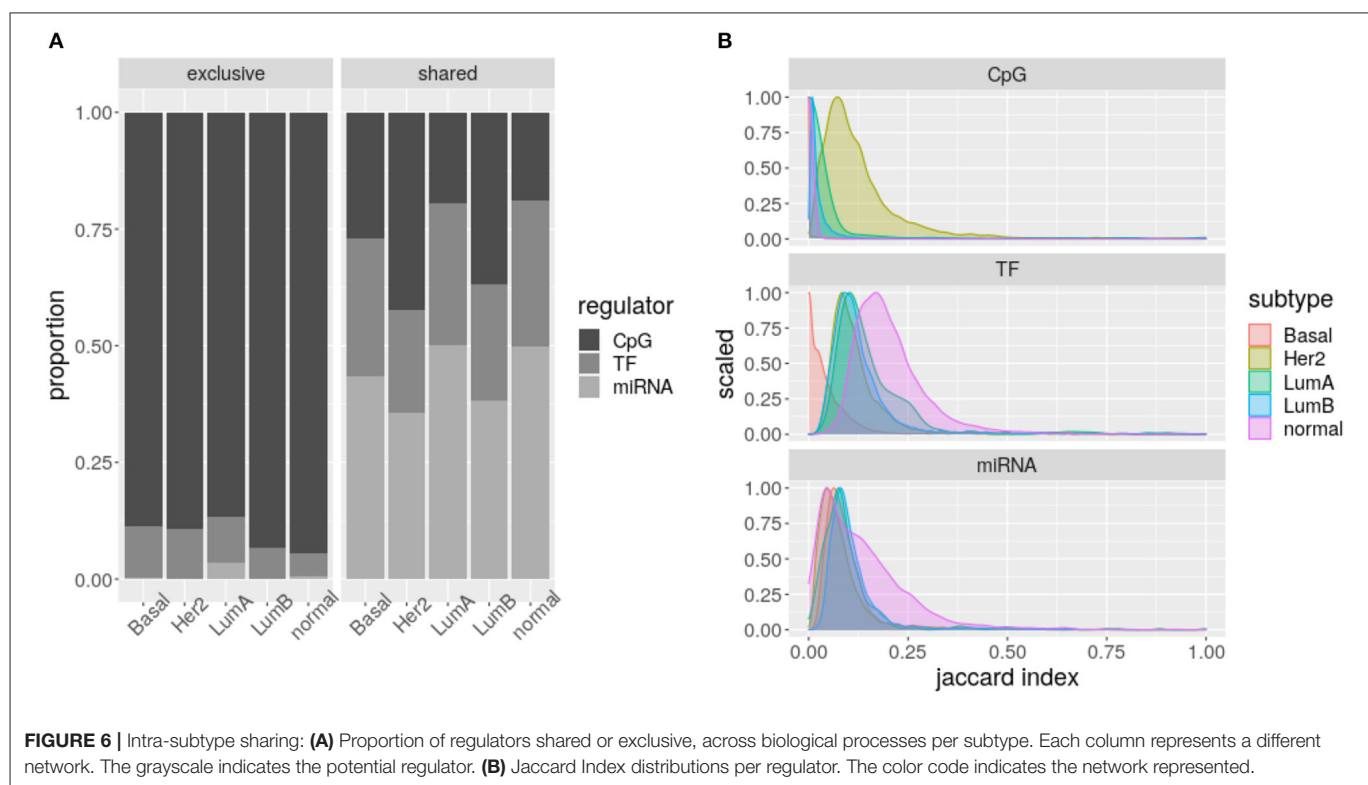 A
exclusive
shared
proportion
1.00
0.75
0.50
0.25
0.00
Basal
Her2
LumA
LumB
normal
Basal
Her2
LumA
LumB
normal
regulator
CpG
TF
miRNA
B
CpG
1.00
0.75
0.50
0.25
0.00
TF
1.00
0.75
0.50
0.25
0.00
miRNA
1.00
0.75
0.50
0.25
0.00
scaled
0.00
0.25
0.50
0.75
1.00
jaccard index
subtype
Basal
Her2
LumA
LumB
normal
FIGURE 6 | Intra-subtype sharing: (A) Proportion of regulators shared or exclusive, across biological processes per subtype. Each column represents a different
network. The grayscale indicates the potential regulator. (B) Jaccard Index distributions per regulator. The color code indicates the network represented.